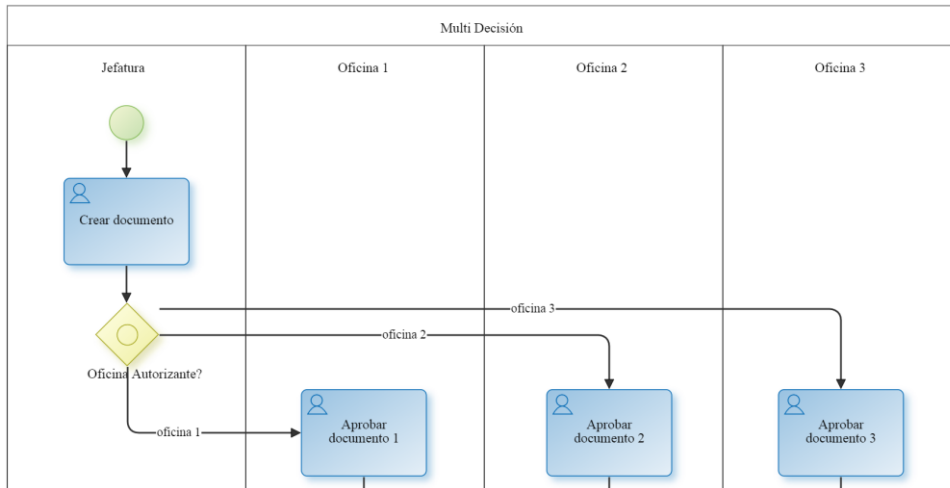 Multi Decisión
Jefatura
Oficina 1
Oficina 2
Oficina 3
Crear documento
oficina 3
oficina 2
Oficina Autorizante?
oficina 1
Aprobar
documento 1
Aprobar
documento 2
Aprobar
documento 3